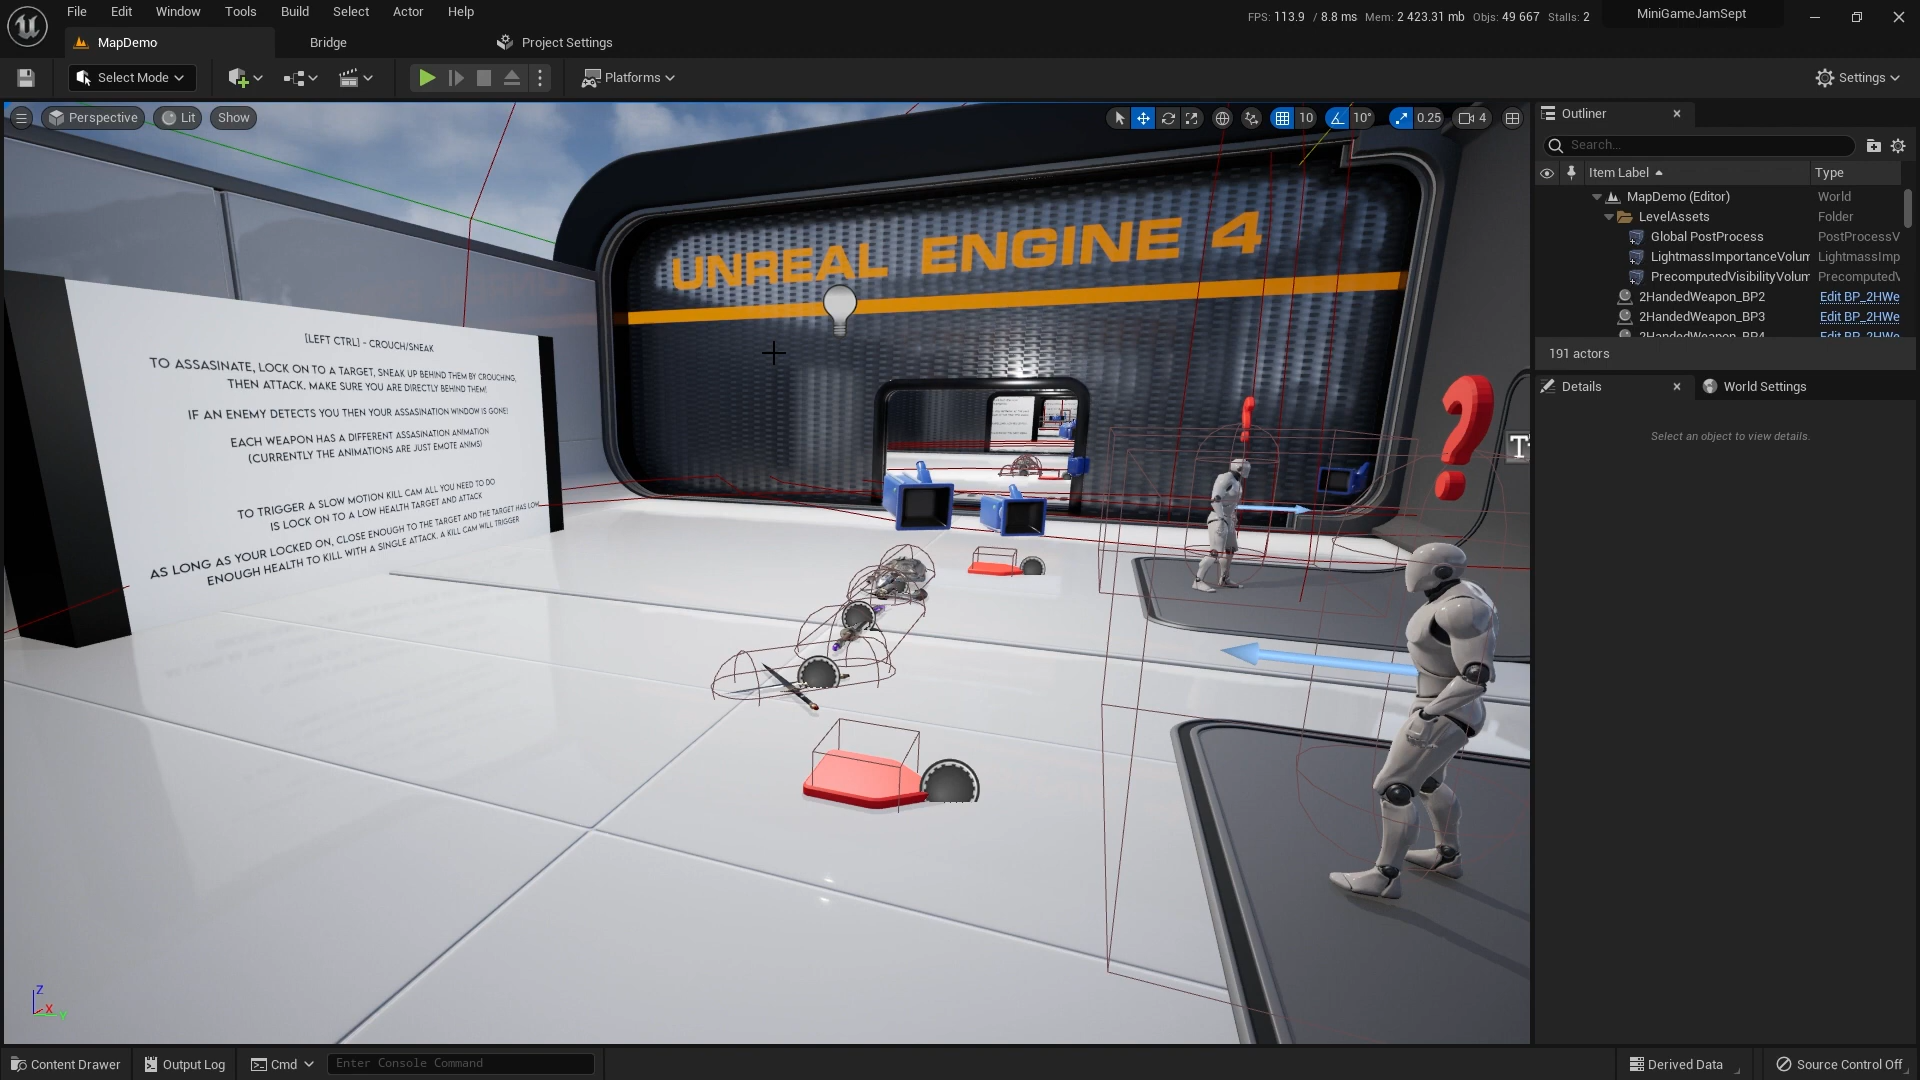 File Edit Window Tools Build Select Actor Help
FPS: 113.9 / 8.8 ms Mem: 2 423.31 mb Objs: 49 667 Stalls: 2
MiniGameJamSept
MapDemo
Bridge
Project Settings
Select Mode
Platforms
Settings
Perspective
Lit
Show
10
10°
0.25
4
UNREAL ENGINE 4
[LEFT CTRL] - CROUCH/SNEAK
TO ASSASINATE, LOCK ON TO A TARGET, SNEAK UP BEHIND THEM BY CROUCHING,
THEN ATTACK. MAKE SURE YOU ARE DIRECTLY BEHIND THEM!
IF AN ENEMY DETECTS YOU THEN YOUR ASSASINATION WINDOW IS GONE!
EACH WEAPON HAS A DIFFERENT ASSASINATION ANIMATION
(CURRENTLY THE ANIMATIONS ARE JUST EMOTE ANIMS)
TO TRIGGER A SLOW MOTION KILL CAM ALL YOU NEED TO DO
IS LOCK ON TO A LOW HEALTH TARGET AND ATTACK
AS LONG AS YOUR LOCKED ON, CLOSE ENOUGH TO THE TARGET AND THE TARGET HAS LOW
ENOUGH HEALTH TO KILL WITH A SINGLE ATTACK, A KILL CAM WILL TRIGGER
?
T
Z
X
Y
Outliner
Search...
Item Label Type
MapDemo (Editor) World
LevelAssets Folder
Global PostProcess PostProcessV
LightmassImportanceVolum LightmassImp
PrecomputedVisibilityVolum PrecomputedV
2HandedWeapon_BP2 Edit BP_2HWe
2HandedWeapon_BP3 Edit BP_2HWe
2HandedWeapon_BP4 Edit BP_2HWe
191 actors
Details
World Settings
Select an object to view details.
Content Drawer
Output Log
Cmd
Enter Console Command
Derived Data
Source Control Off